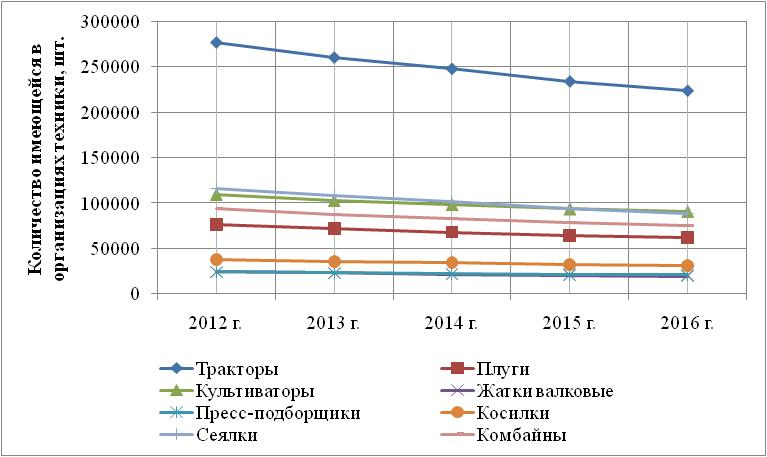 Количество имеющейся в
организациях техники, шт.
300000
250000
200000
150000
100000
50000
0
2012 г. 2013 г. 2014 г. 2015 г. 2016 г.
Тракторы Плуги
Культиваторы Жатки валковые
Пресс-подборщики Косилки
Сеялки Комбайны